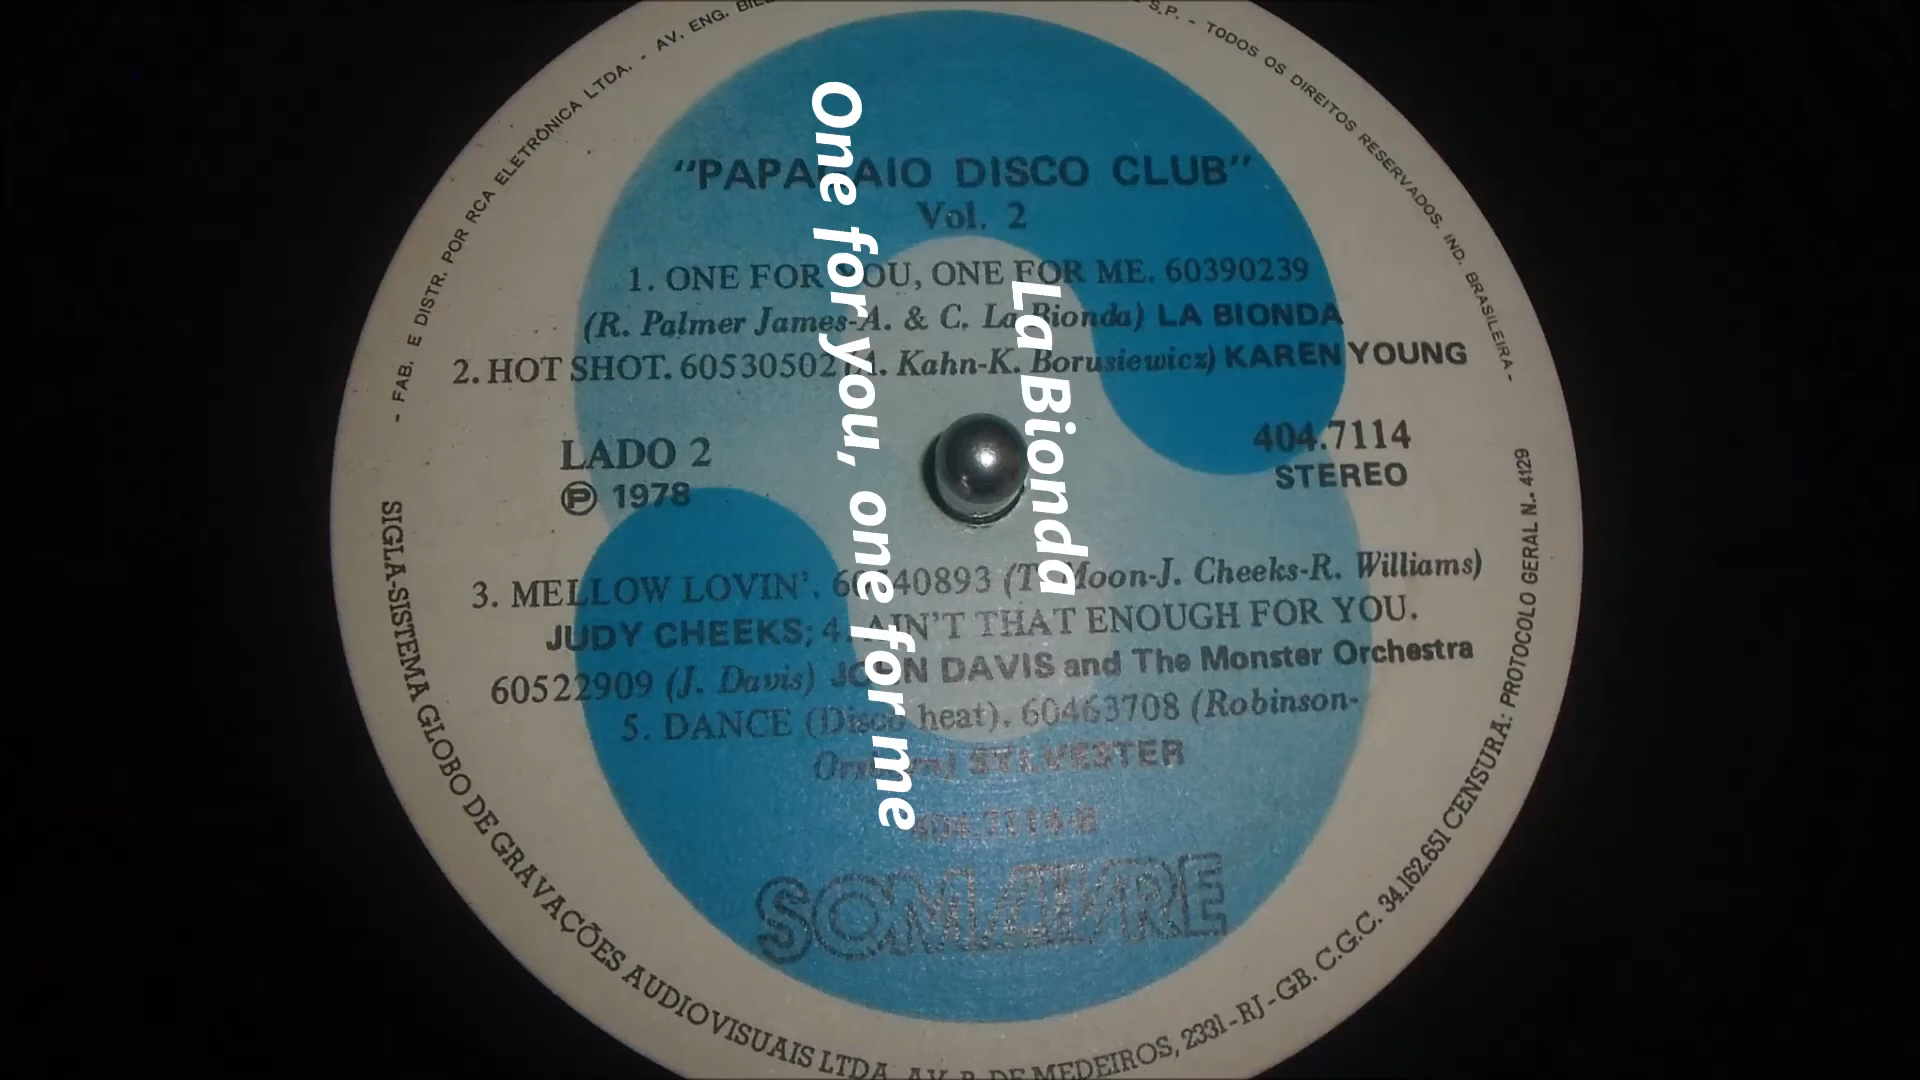 "PAPAGAIO DISCO CLUB"
Vol. 2
1. ONE FOR YOU, ONE FOR ME. 60390239
(R. Palmer James-A. & C. La Bionda) LA BIONDA
2. HOT SHOT. 60530502 (A. Kahn-K. Borusiewicz) KAREN YOUNG
LADO 2
Ⓟ 1978
404.7114
STEREO
3. MELLOW LOVIN'. 60540893 (T. Moon-J. Cheeks-R. Williams)
JUDY CHEEKS; 4. AIN'T THAT ENOUGH FOR YOU.
60522909 (J. Davis) JOHN DAVIS and The Monster Orchestra
5. DANCE (Disco heat). 60463708 (Robinson-
Orsborn) SYLVESTER
404.7114-B
SOM LIVRE
- FAB. E DISTR. POR RCA ELETRÔNICA LTDA. - AV. ENG.
S.P. - TODOS OS DIREITOS RESERVADOS. IND. BRASILEIRA -
SIGLA-SISTEMA GLOBO DE GRAVAÇÕES AUDIOVISUAIS LTDA. AV. P. DE MEDEIROS, 2331-RJ-GB. C.G.C. 34.162.651 CENSURA: PROTOCOLO GERAL N.. 4129
La Bionda
One for you, one for me